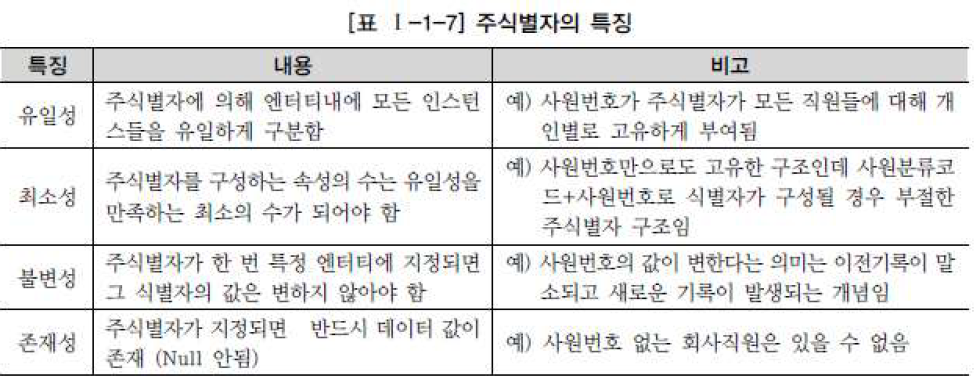 [표 Ⅰ-1-7] 주식별자의 특징
특징
내용
비고
유일성
주식별자에 의해 엔터티내에 모든 인스턴
스들을 유일하게 구분함
예) 사원번호가 주식별자가 모든 직원들에 대해 개
인별로 고유하게 부여됨
최소성
주식별자를 구성하는 속성의 수는 유일성을
만족하는 최소의 수가 되어야 함
예) 사원번호만으로도 고유한 구조인데 사원분류코
드+사원번호로 식별자가 구성될 경우 부적절한
주식별자 구조임
불변성
주식별자가 한 번 특정 엔터티에 지정되면
그 식별자의 값은 변하지 않아야 함
예) 사원번호의 값이 변한다는 의미는 이전기록이 말
소되고 새로운 기록이 발생되는 개념임
존재성
주식별자가 지정되면 반드시 데이터 값이
존재 (Null 안됨)
예) 사원번호 없는 회사직원은 있을 수 없음